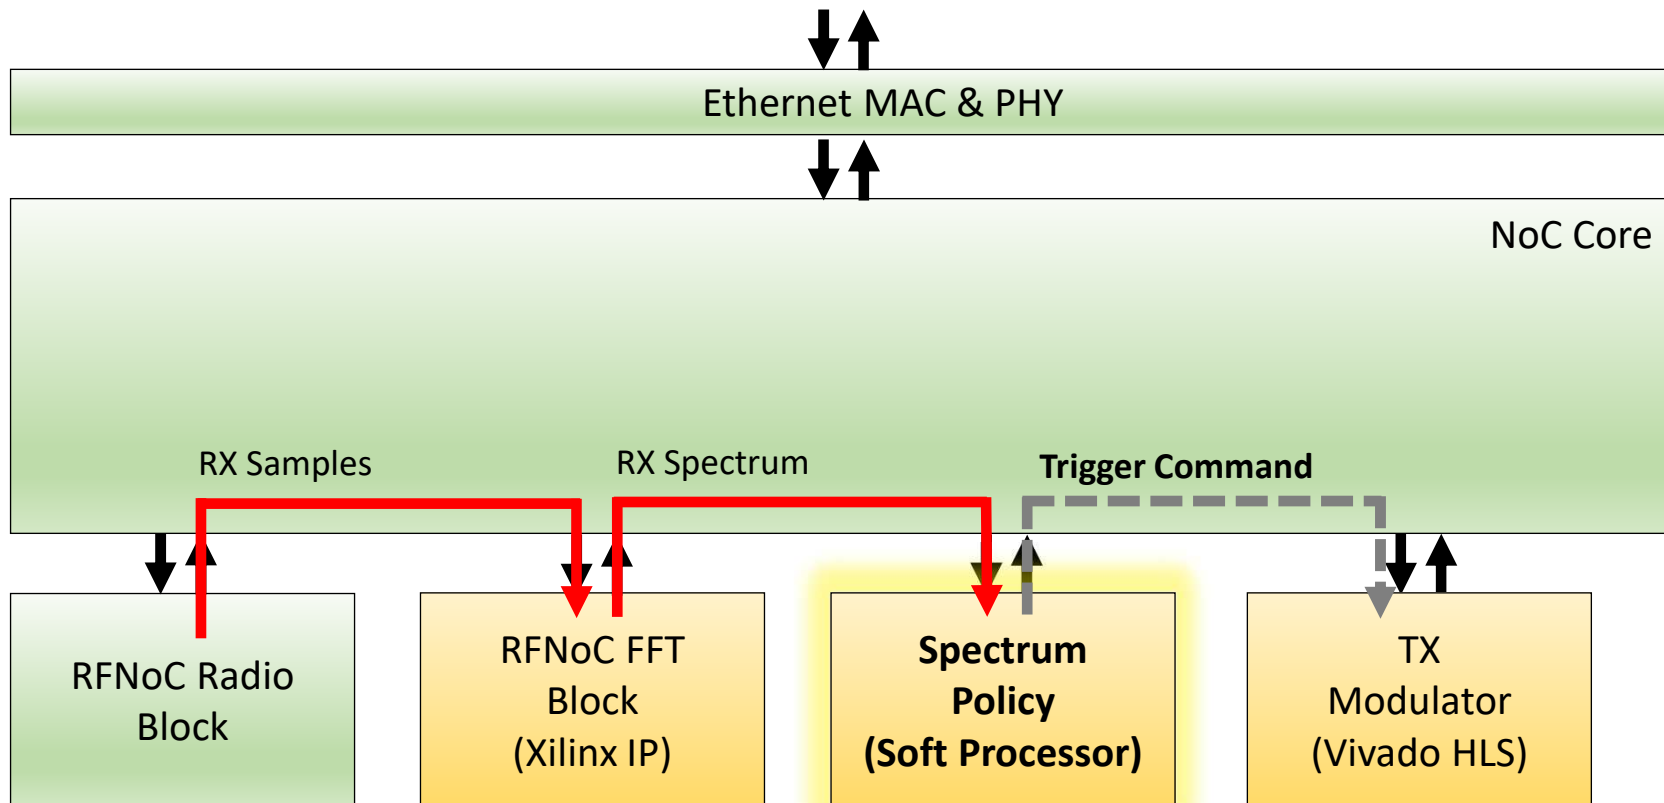 Ethernet MAC & PHY
NoC Core
RX Samples
RX Spectrum
Trigger Command
RFNoC Radio
Block
RFNoC FFT
Block
(Xilinx IP)
Spectrum
Policy
(Soft Processor)
TX
Modulator
(Vivado HLS)